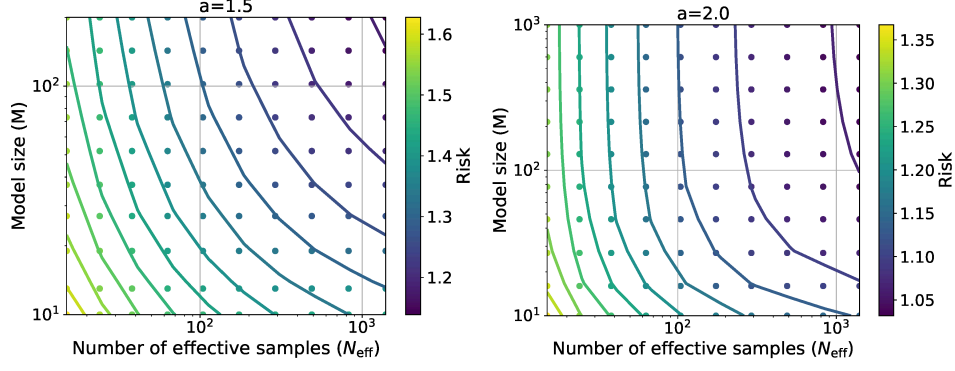 a=1.5
10²
10¹
Model size (M)
10²
10³
Number of effective samples (N_eff)
1.6
1.5
1.4
1.3
1.2
Risk
a=2.0
10³
10²
10¹
Model size (M)
10²
10³
Number of effective samples (N_eff)
1.35
1.30
1.25
1.20
1.15
1.10
1.05
Risk